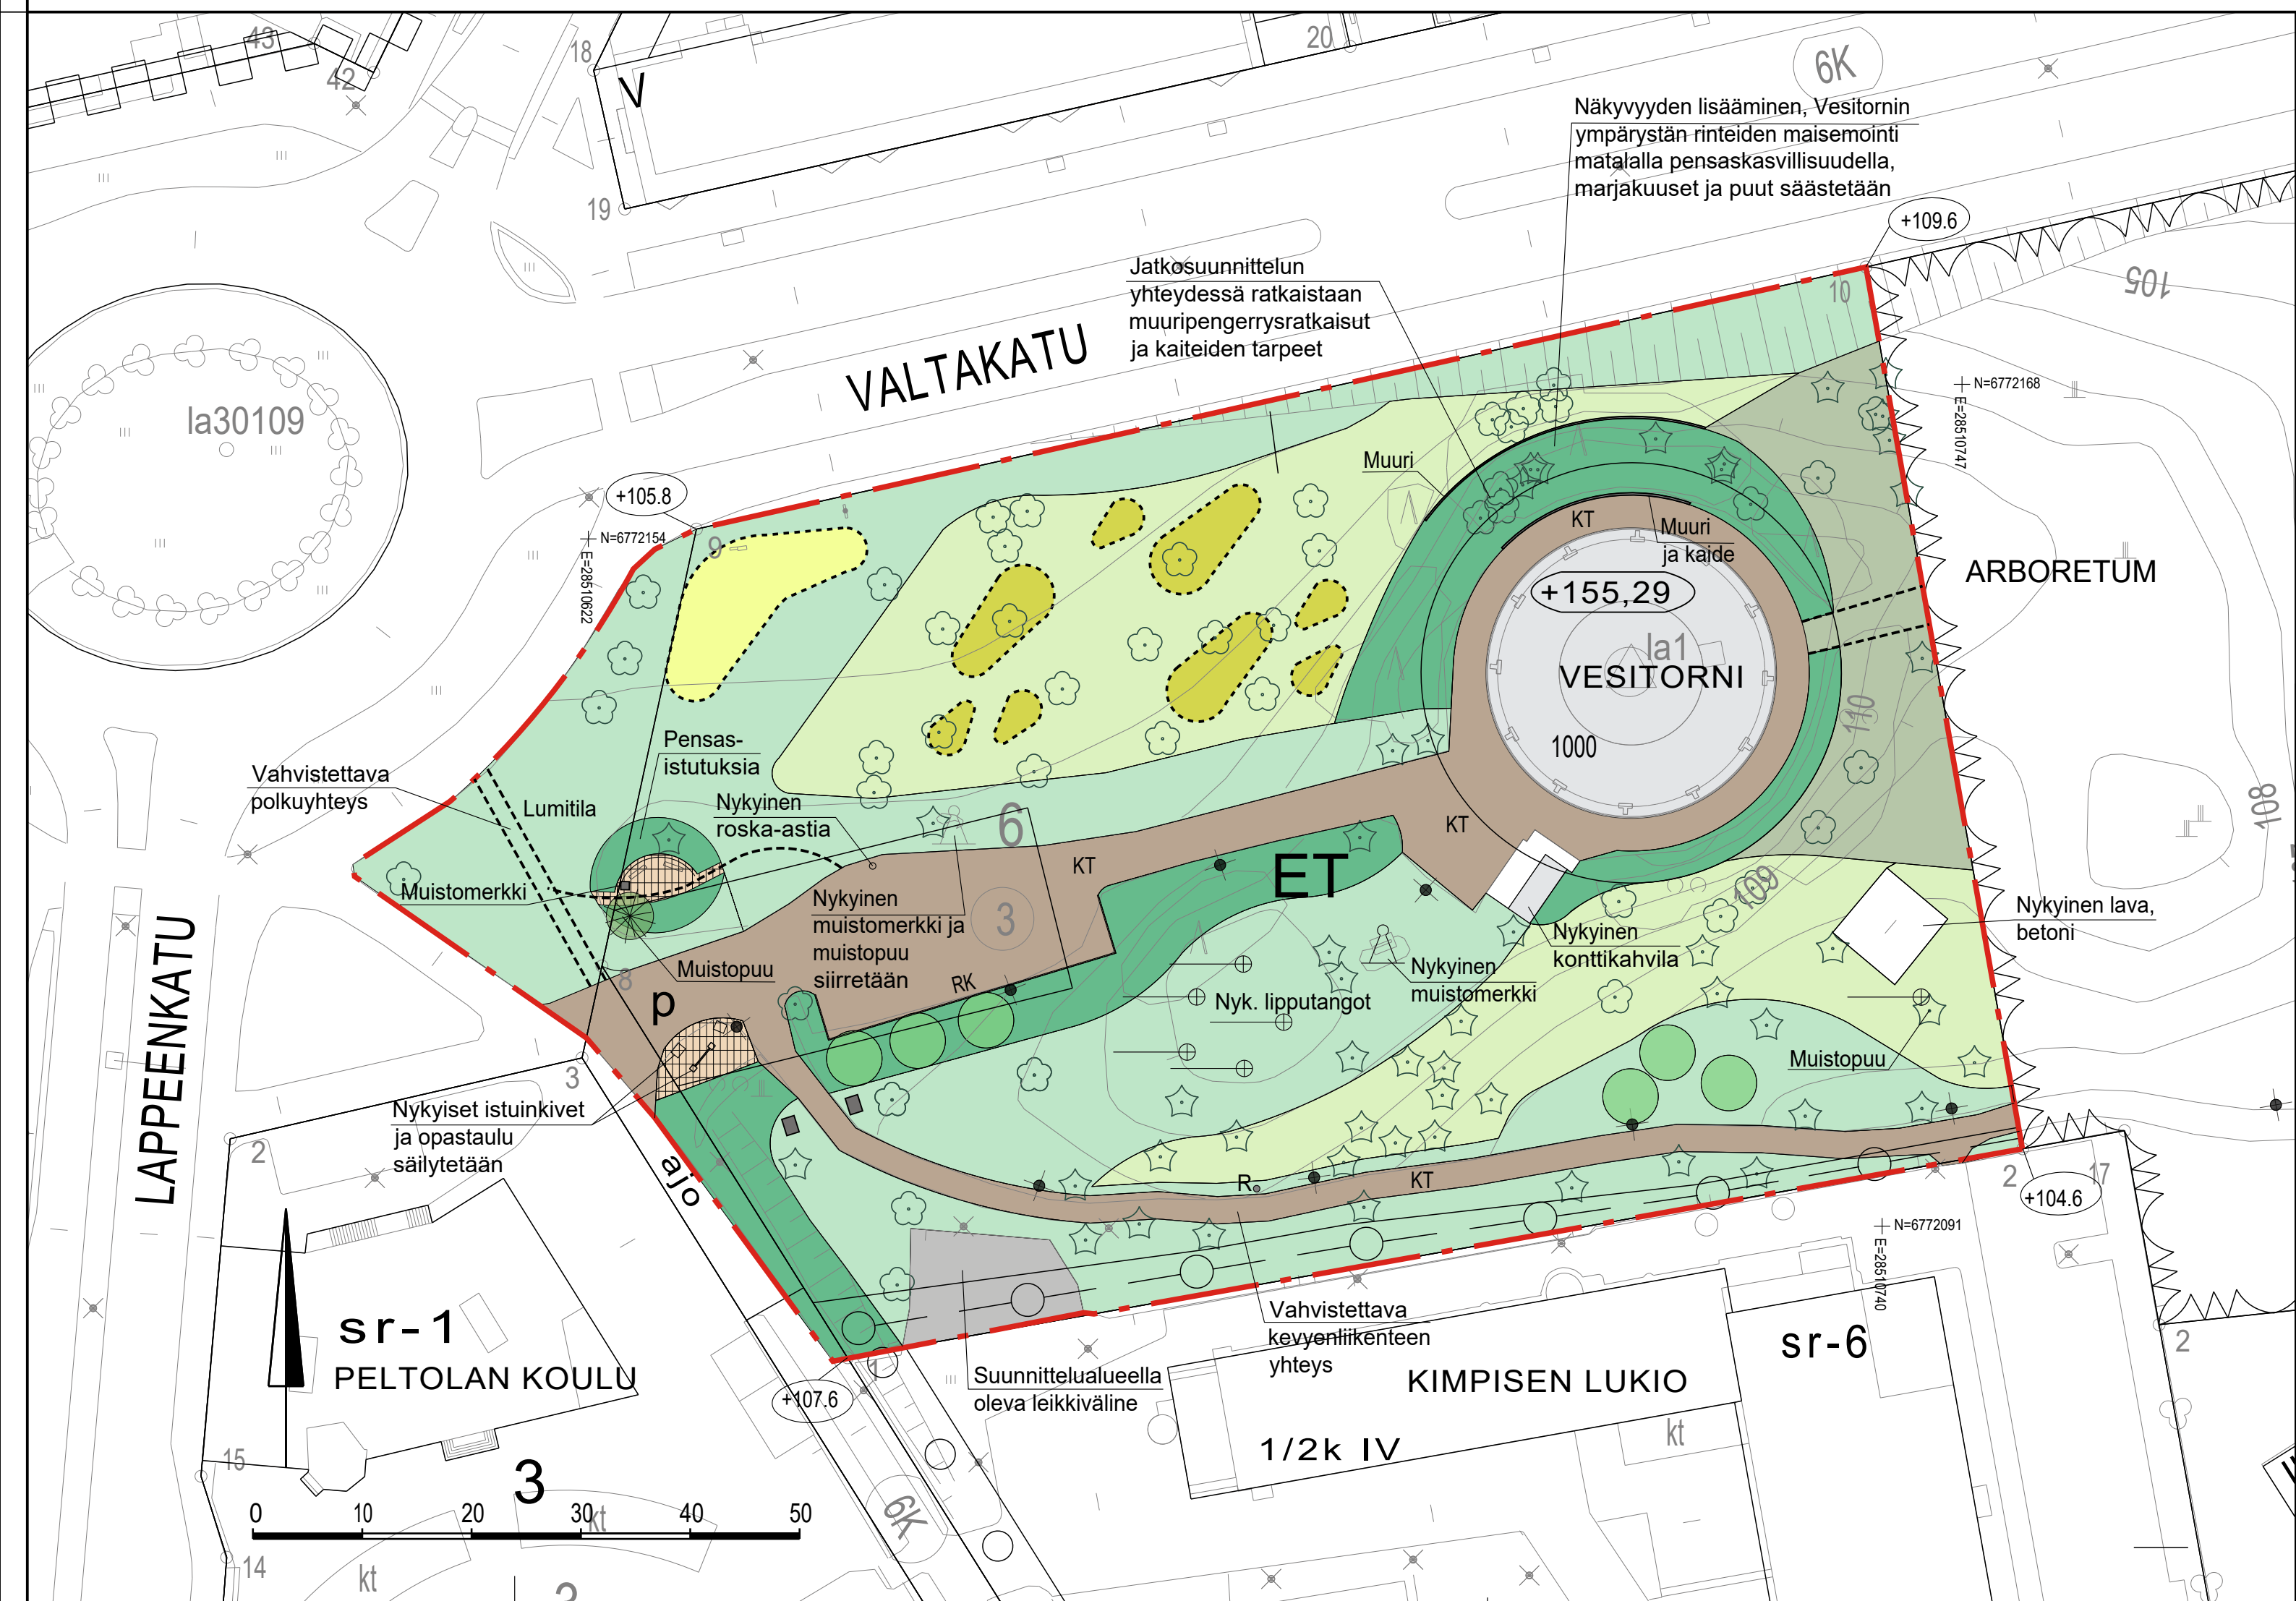 43
42
18
V
20
6K
19
Näkyvyyden lisääminen, Vesitornin
ympärystän rinteiden maisemointi
matalalla pensaskasvillisuudella,
marjakuuset ja puut säästetään
+109.6
105
10
Jatkosuunnittelun
yhteydessä ratkaistaan
muuripengerrysratkaisut
ja kaiteiden tarpeet
VALTAKATU
N=6772168
E=28510747
la30109
Muuri
+105.8
N=6772154
E=28510622
9
KT
Muuri
ja kaide
+155,29
ARBORETUM
la1
VESITORNI
1000
110
108
Pensas-
istutuksia
Vahvistettava
polkuyhteys
Lumitila
Nykyinen
roska-astia
6
KT
KT
ET
109
Muistomerkki
Nykyinen
muistomerkki ja
muistopuu
siirretään
3
Nykyinen lava,
betoni
Nykyinen
konttikahvila
Nykyinen
muistomerkki
Muistopuu
8
p
RK
Nyk. lipputangot
LAPPEENKATU
3
Muistopuu
Nykyiset istuinkivet
ja opastaulu
säilytetään
2
ajo
R
KT
2
17
+104.6
N=6772091
E=28510740
sr-1
PELTOLAN KOULU
Vahvistettava
kevyenliikenteen
yhteys
sr-6
2
1
Suunnittelualueella
oleva leikkiväline
KIMPISEN LUKIO
+107.6
1/2k IV
kt
15
3
0 10 20 30 40 50
kt
6K
14
kt